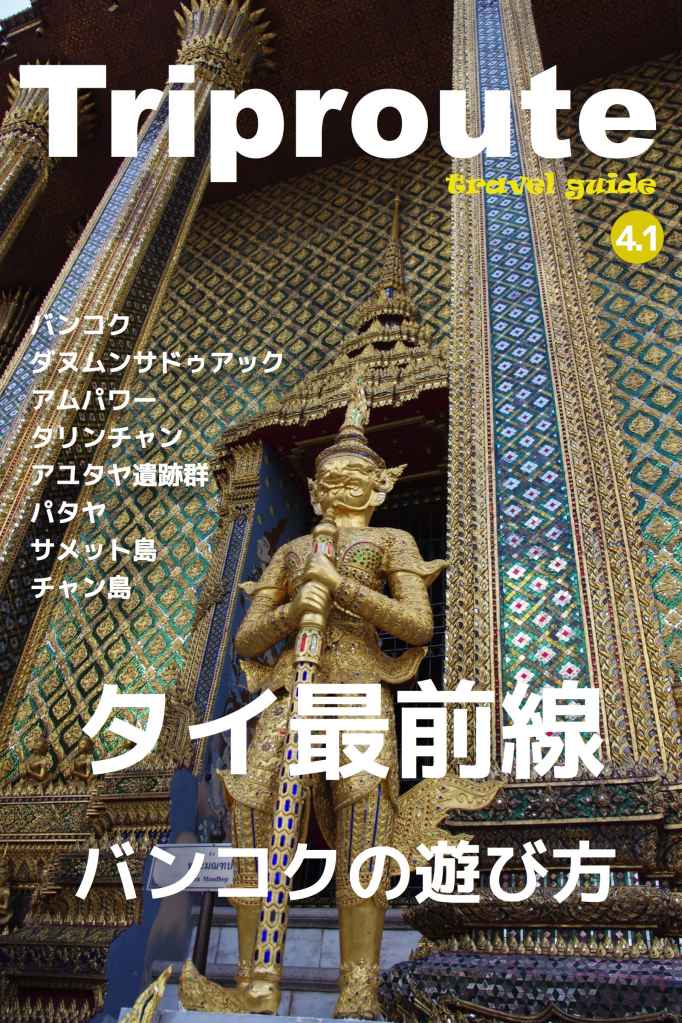 Triproute
travel guide
4.1
バンコク
ダヌムンサドゥアック
アムパワー
タリンチャン
アユタヤ遺跡群
パタヤ
サメット島
チャン島
タイ最前線
バンコクの遊び方